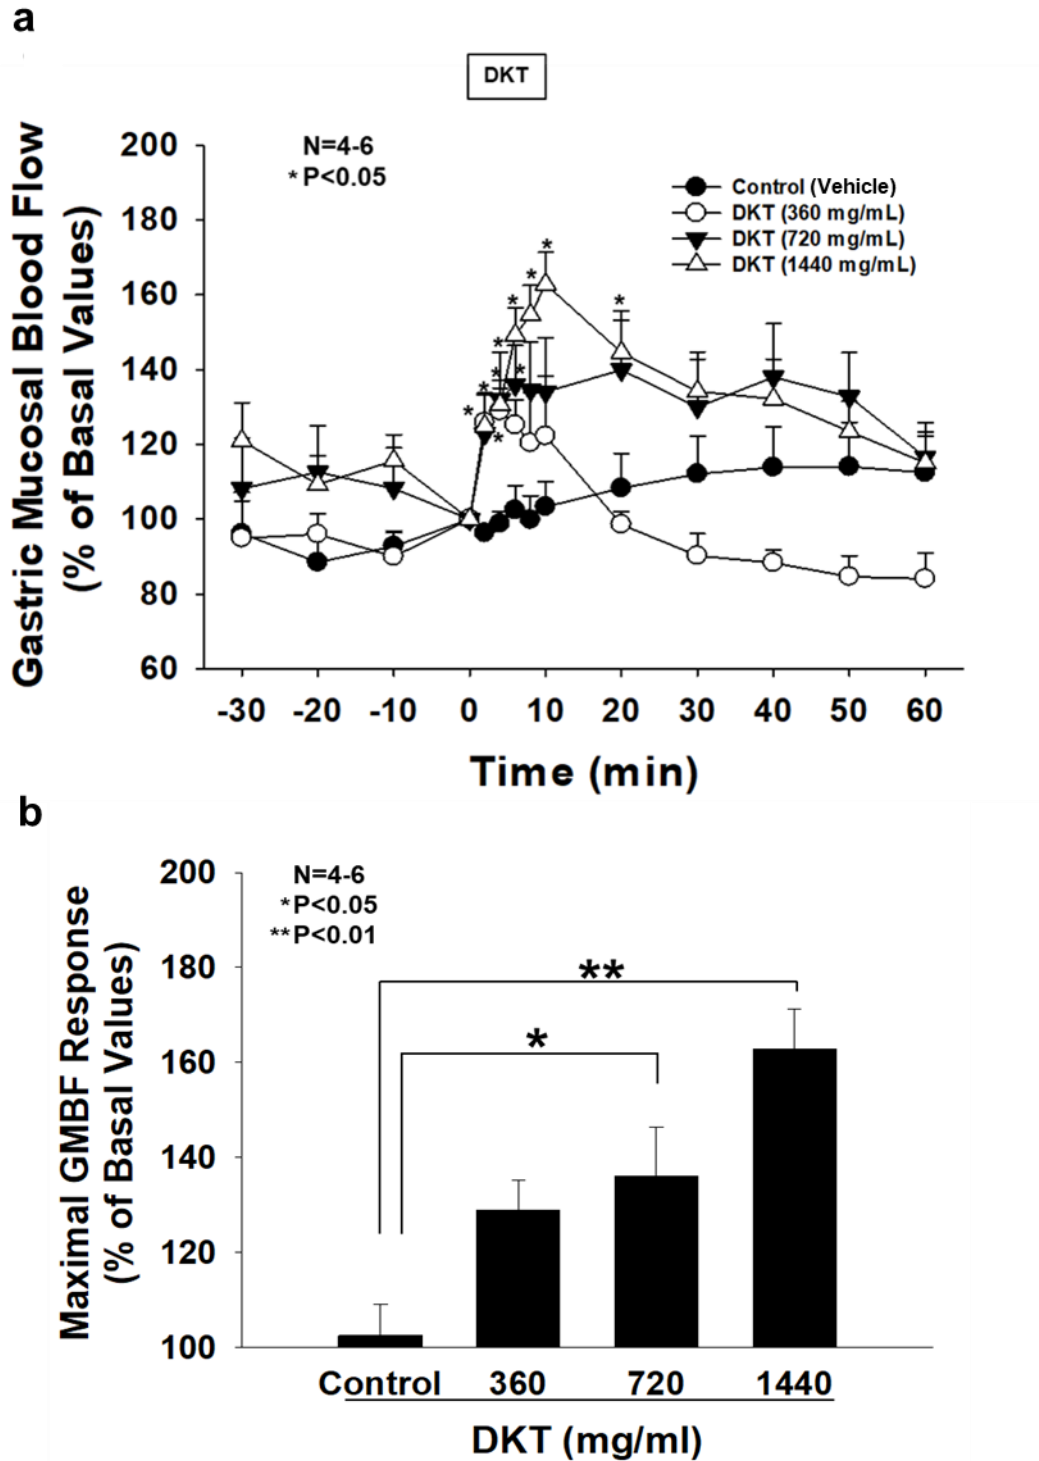 a
DKT
Gastric Mucosal Blood Flow
(% of Basal Values)
200
180
160
140
120
100
80
60
N=4-6
*P<0.05
Control (Vehicle)
DKT (360 mg/mL)
DKT (720 mg/mL)
DKT (1440 mg/mL)
* * * * * * * * * *
-30 -20 -10 0 10 20 30 40 50 60
Time (min)
b
Maximal GMBF Response
(% of Basal Values)
200
180
160
140
120
100
N=4-6
*P<0.05
**P<0.01
**
*
Control 360 720 1440
DKT (mg/ml)